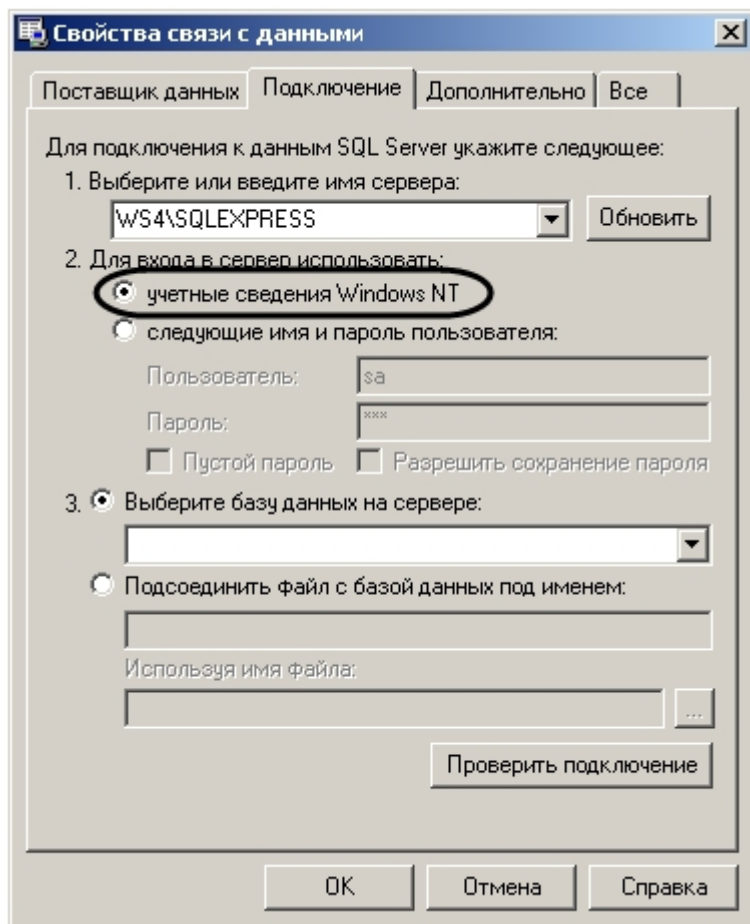 Свойства связи с данными
Поставщик данных Подключение Дополнительно Все
Для подключения к данным SQL Server укажите следующее:
1. Выберите или введите имя сервера:
WS4\SQLEXPRESS Обновить
2. Для входа в сервер использовать:
учетные сведения Windows NT
следующие имя и пароль пользователя:
Пользователь: sa
Пароль: ***
Пустой пароль Разрешить сохранение пароля
3. Выберите базу данных на сервере:
Подсоединить файл с базой данных под именем:
Используя имя файла:
...
Проверить подключение
OK Отмена Справка